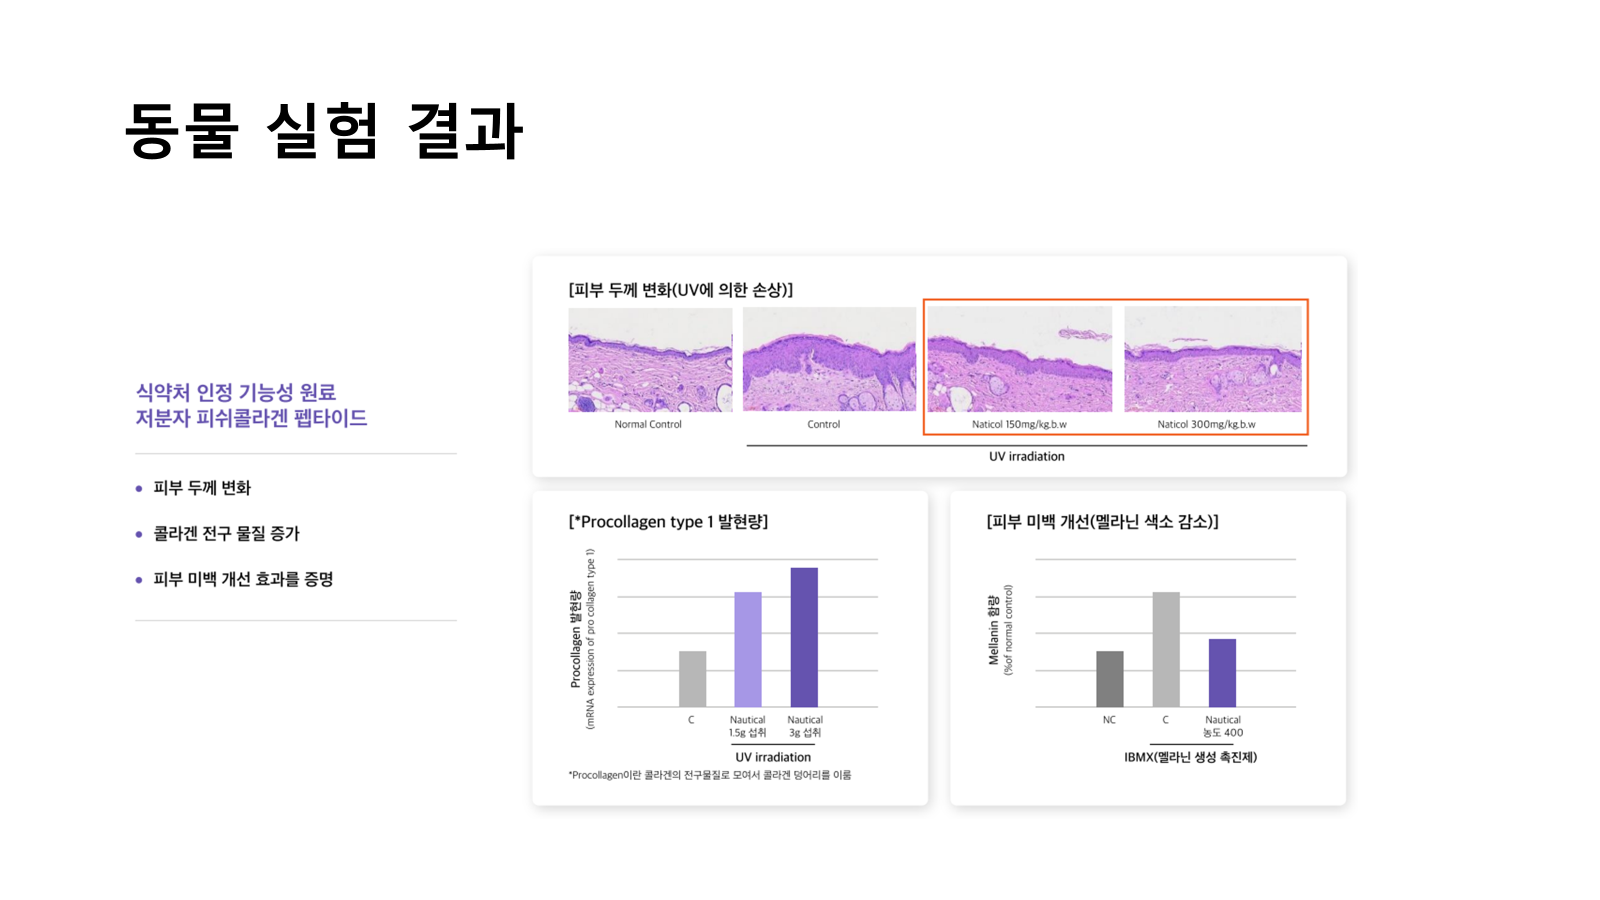 동물 실험 결과
식약처 인정 기능성 원료
저분자 피쉬콜라겐 펩타이드
• 피부 두께 변화
• 콜라겐 전구 물질 증가
• 피부 미백 개선 효과를 증명
[피부 두께 변화(UV에 의한 손상)]
Normal Control
Control
Naticol 150mg/kg.b.w
Naticol 300mg/kg.b.w
UV irradiation
[*Procollagen type 1 발현량]
Procollagen 발현량
(mRNA expression of pro collagen type 1)
C
Nautical
1.5g 섭취
Nautical
3g 섭취
UV irradiation
*Procollagen이란 콜라겐의 전구물질로 모여서 콜라겐 덩어리를 이룸
[피부 미백 개선(멜라닌 색소 감소)]
Mellanin 함량
(%of normal control)
NC
C
Nautical
농도 400
IBMX(멜라닌 생성 촉진제)